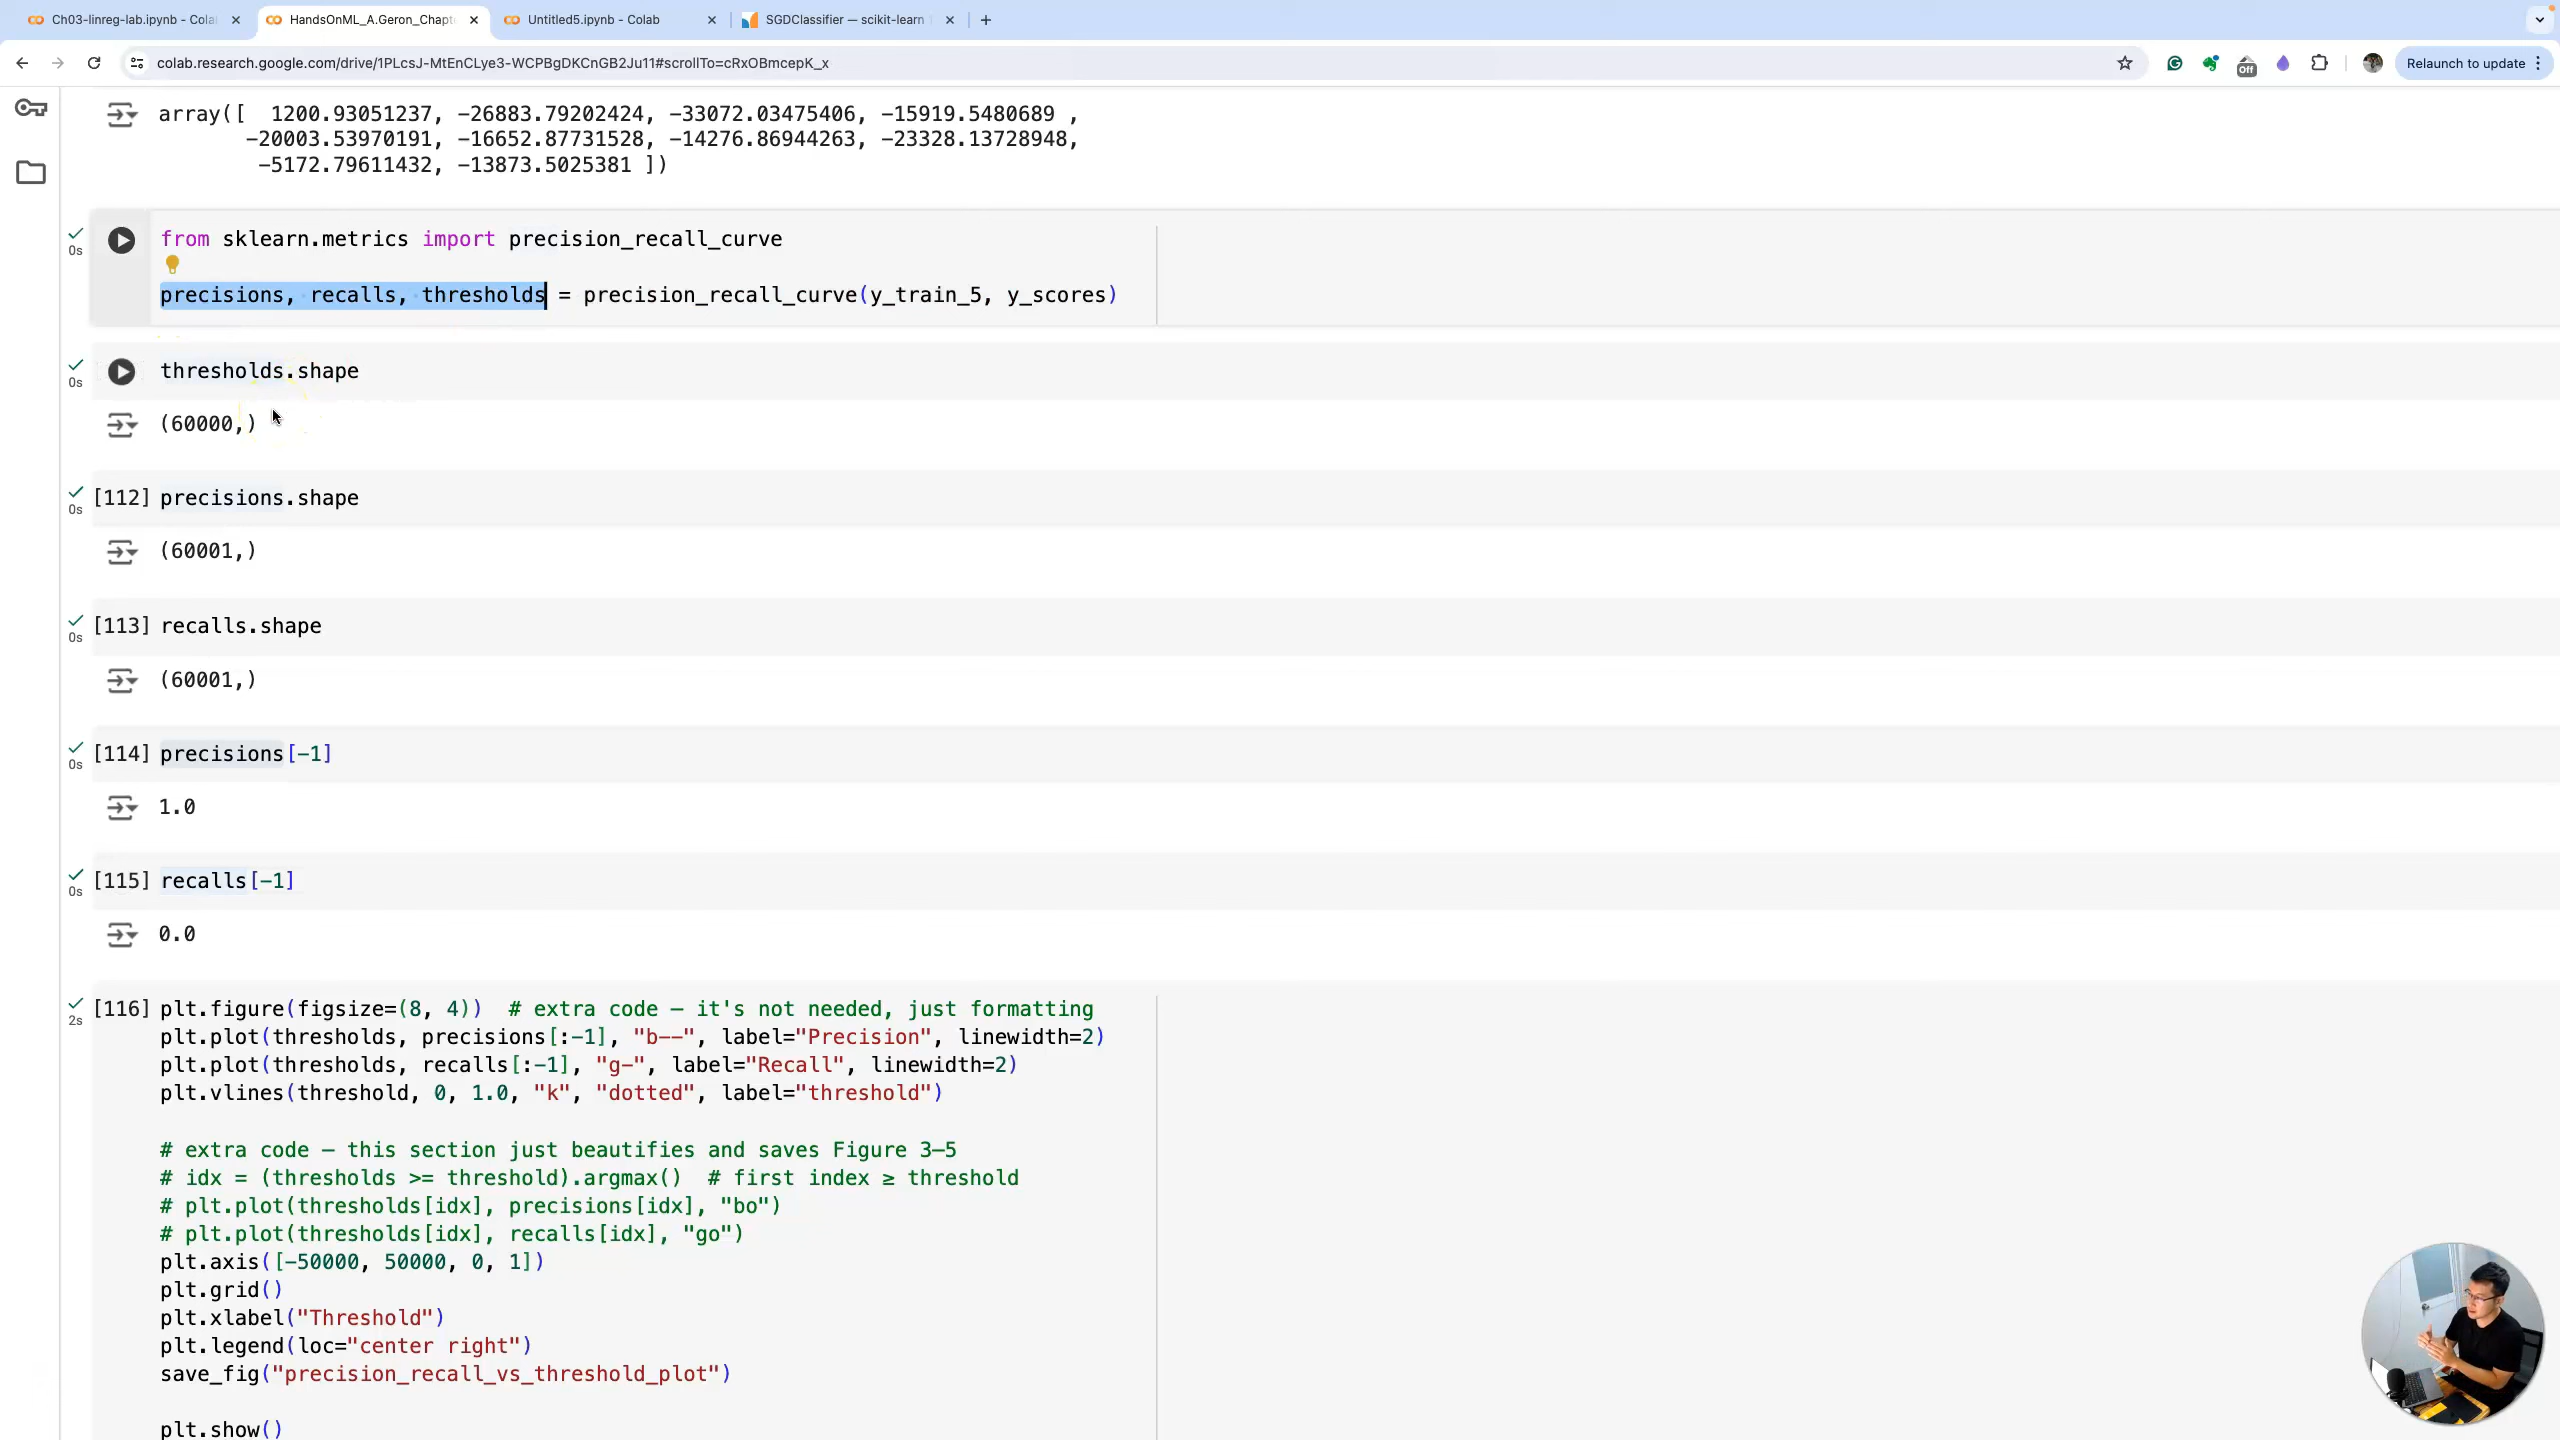 Ch03-linreg-lab.ipynb - Cola
HandsOnML_A.Geron_Chapt
Untitled5.ipynb - Colab
SGDClassifier — scikit-learn
colab.research.google.com/drive/1PLcsJ-MtEnCLye3-WCPBgDKCnGB2Ju11#scrollTo=cRxOBmcepK_x
Off
Relaunch to update
array([  1200.93051237, -26883.79202424, -33072.03475406, -15919.5480689 ,
-20003.53970191, -16652.87731528, -14276.86944263, -23328.13728948,
-5172.79611432, -13873.5025381 ])
0s
from sklearn.metrics import precision_recall_curve
precisions, recalls, thresholds = precision_recall_curve(y_train_5, y_scores)
0s
thresholds.shape
(60000,)
0s
[112] precisions.shape
(60001,)
0s
[113] recalls.shape
(60001,)
0s
[114] precisions[-1]
1.0
0s
[115] recalls[-1]
0.0
2s
[116] plt.figure(figsize=(8, 4))  # extra code – it's not needed, just formatting
plt.plot(thresholds, precisions[:-1], "b--", label="Precision", linewidth=2)
plt.plot(thresholds, recalls[:-1], "g-", label="Recall", linewidth=2)
plt.vlines(threshold, 0, 1.0, "k", "dotted", label="threshold")
# extra code – this section just beautifies and saves Figure 3–5
# idx = (thresholds >= threshold).argmax()  # first index ≥ threshold
# plt.plot(thresholds[idx], precisions[idx], "bo")
# plt.plot(thresholds[idx], recalls[idx], "go")
plt.axis([-50000, 50000, 0, 1])
plt.grid()
plt.xlabel("Threshold")
plt.legend(loc="center right")
save_fig("precision_recall_vs_threshold_plot")
plt.show()